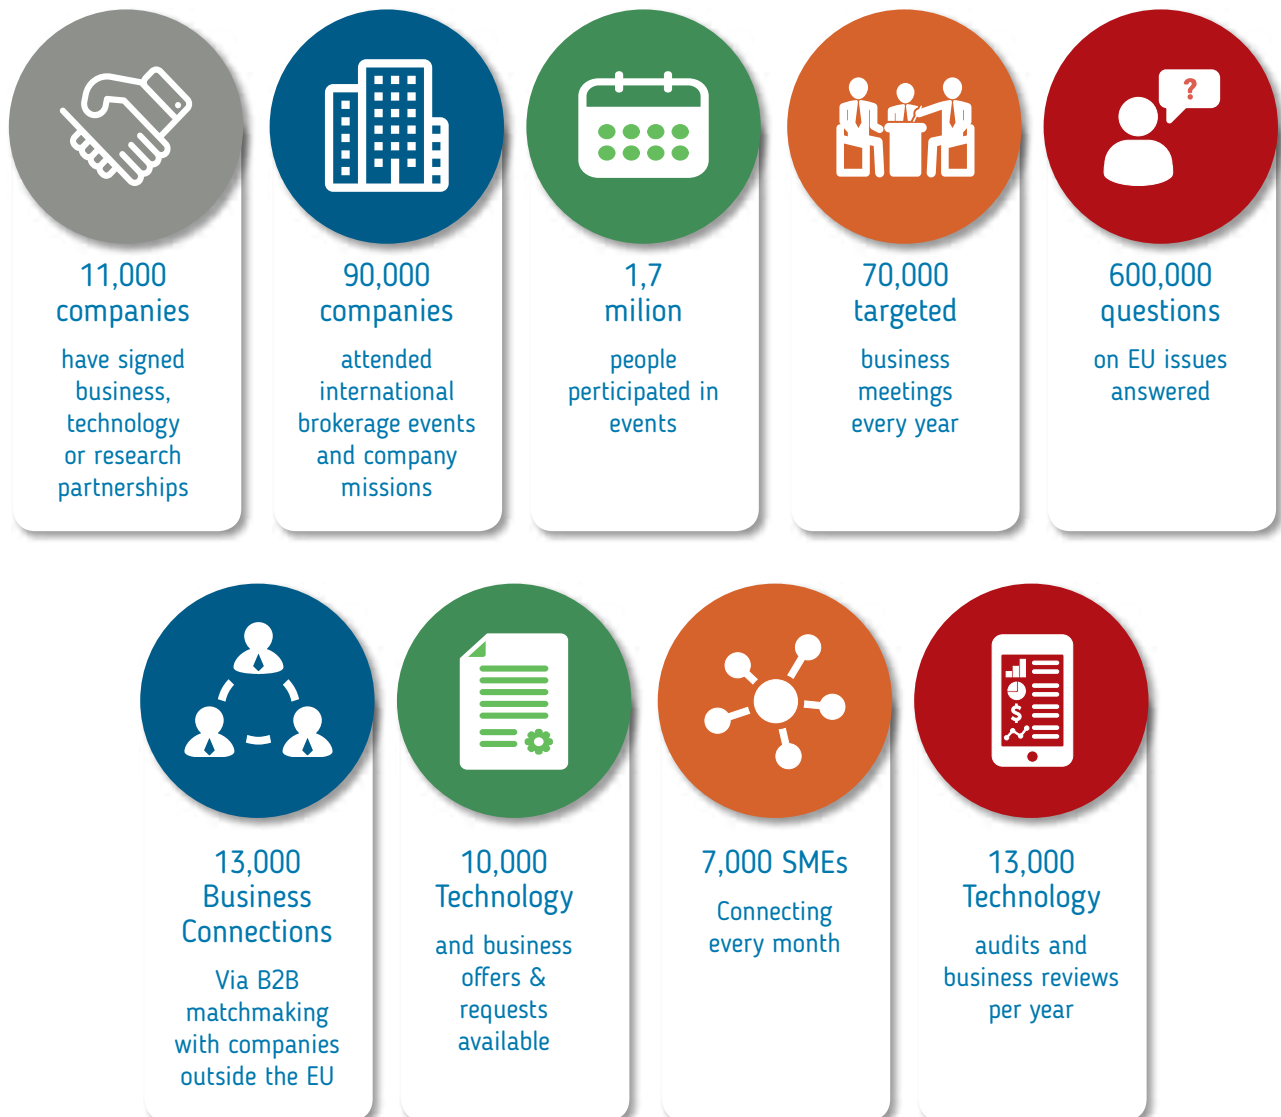 ?
11,000
companies
have signed
business,
technology
or research
partnerships
90,000
companies
attended
international
brokerage events
and company
missions
1,7
milion
people
perticipated in
events
70,000
targeted
business
meetings
every year
600,000
questions
on EU issues
answered
$
13,000
Business
Connections
Via B2B
matchmaking
with companies
outside the EU
10,000
Technology
and business
offers &
requests
available
7,000 SMEs
Connecting
every month
13,000
Technology
audits and
business reviews
per year